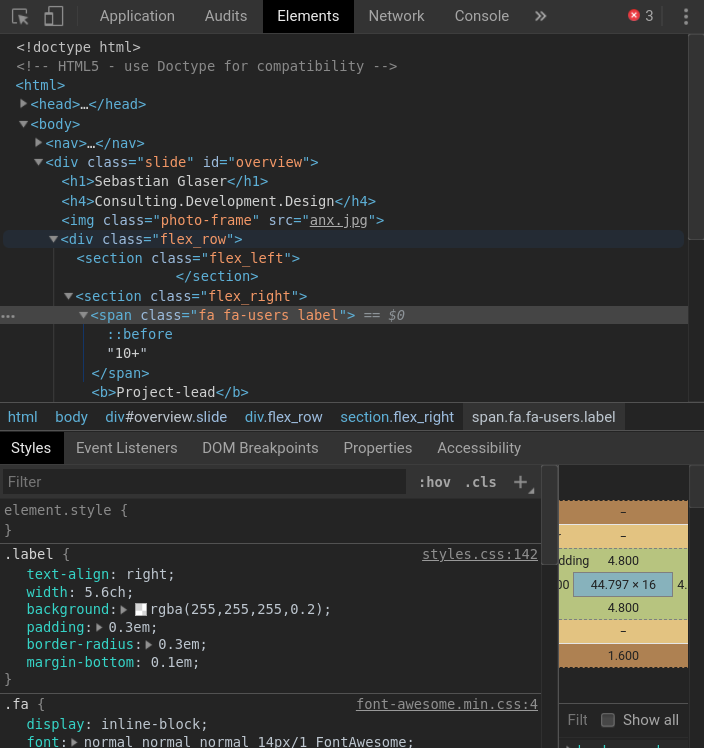 Application Audits Elements Network Console » 3
<!doctype html>
<!-- HTML5 - use Doctype for compatibility -->
<html>
<head>…</head>
<body>
<nav>…</nav>
<div class="slide" id="overview">
<h1>Sebastian Glaser</h1>
<h4>Consulting.Development.Design</h4>
<img class="photo-frame" src="anx.jpg">
<div class="flex_row">
<section class="flex_left">
</section>
<section class="flex_right">
<span class="fa fa-users label"> == $0
::before
"10+"
</span>
<b>Project-lead</b>
html body div#overview.slide div.flex_row section.flex_right span.fa.fa-users.label
Styles Event Listeners DOM Breakpoints Properties Accessibility
Filter :hov .cls +
element.style {
}
.label { styles.css:142
text-align: right;
width: 5.6ch;
background: rgba(255,255,255,0.2);
padding: 0.3em;
border-radius: 0.3em;
margin-bottom: 0.1em;
}
.fa { font-awesome.min.css:4
display: inline-block;
font: normal normal normal 14px/1 FontAwesome;
–
–
dding 4.800
00 44.797 × 16 4.
4.800
–
1.600
Filt Show all